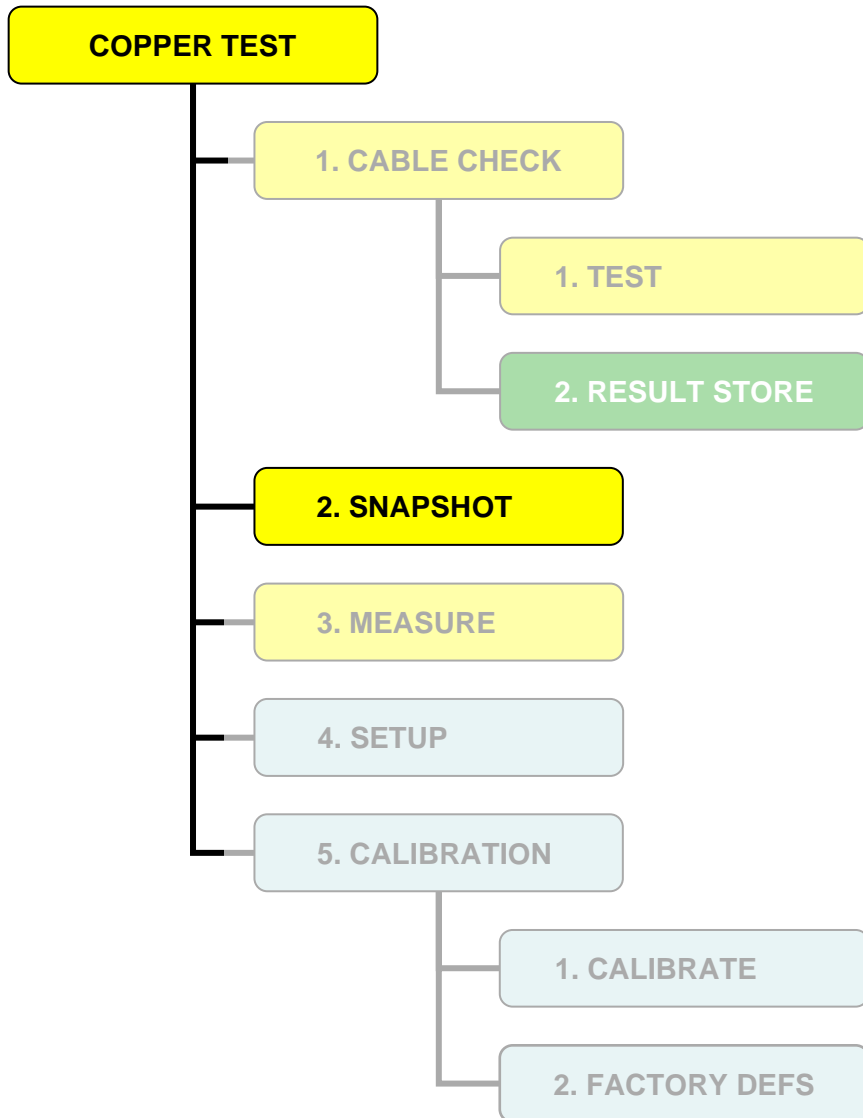 COPPER TEST
1. CABLE CHECK
1. TEST
2. RESULT STORE
2. SNAPSHOT
3. MEASURE
4. SETUP
5. CALIBRATION
1. CALIBRATE
2. FACTORY DEFS